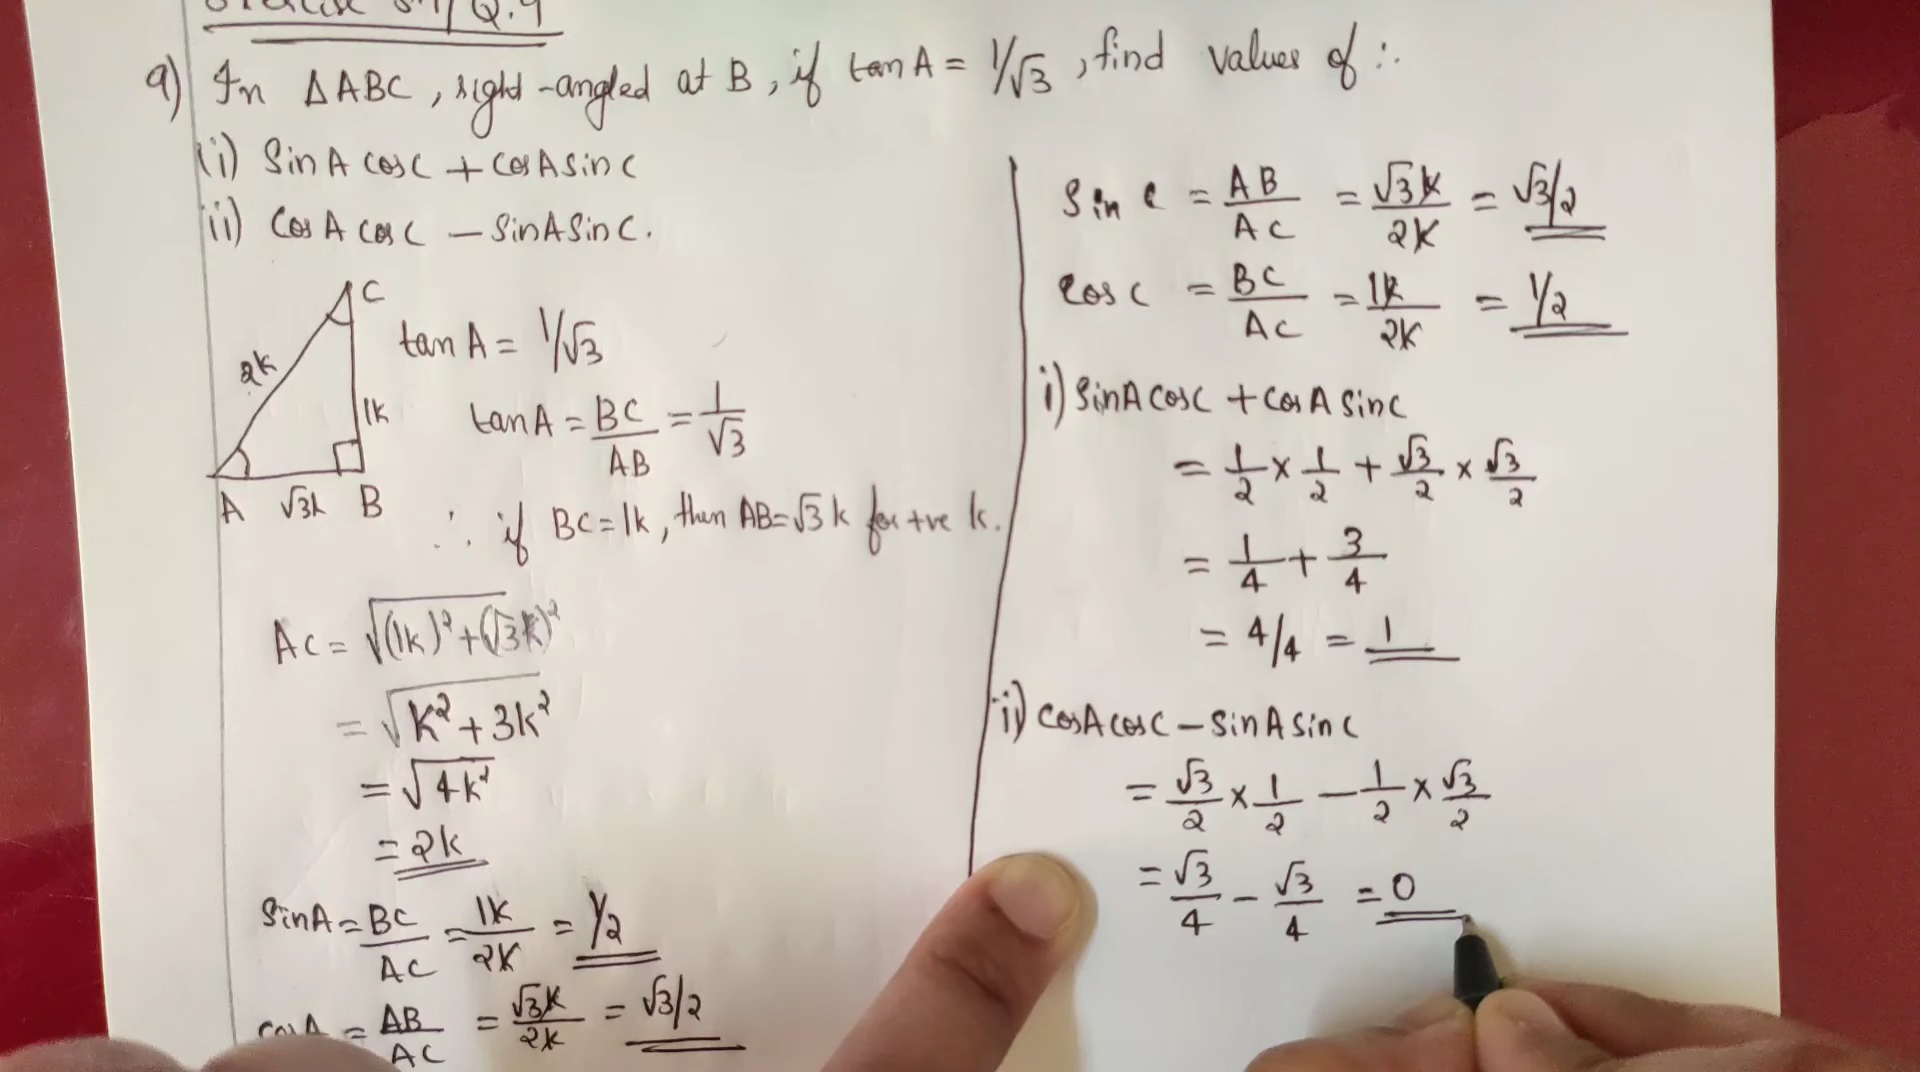 Q.9
9) In ΔABC, right-angled at B, if tan A = 1/√3, find values of :
(i) Sin A cos C + cos A sin C
(ii) Cos A cos C – sin A sin C.
C
2k
1k
A √3k B
tan A = 1/√3
tan A = BC/AB = 1/√3
∴ if BC = 1k, then AB = √3 k for +ve k.
AC = √((1k)² + (√3k)²)
= √(k² + 3k²)
= √(4k²)
= 2k
Sin A = BC/AC = 1k/2k = 1/2
cos A = AB/AC = √3k/2k = √3/2
Sin C = AB/AC = √3k/2k = √3/2
Cos C = BC/AC = 1k/2k = 1/2
i) sin A cos C + cos A sin C
= 1/2 × 1/2 + √3/2 × √3/2
= 1/4 + 3/4
= 4/4 = 1
ii) cos A cos C – sin A sin C
= √3/2 × 1/2 – 1/2 × √3/2
= √3/4 – √3/4 = 0